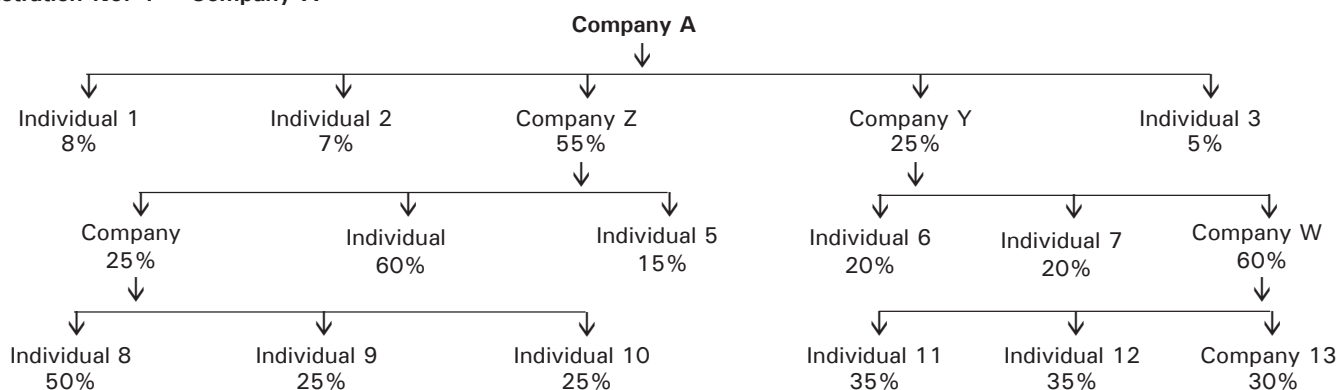 Company A
Individual 1 Individual 2 Company Z Company Y Individual 3
8% 7% 55% 25% 5%
Company Individual Individual 5 Individual 6 Individual 7 Company W
25% 60% 15% 20% 20% 60%
Individual 8 Individual 9 Individual 10 Individual 11 Individual 12 Company 13
50% 25% 25% 35% 35% 30%